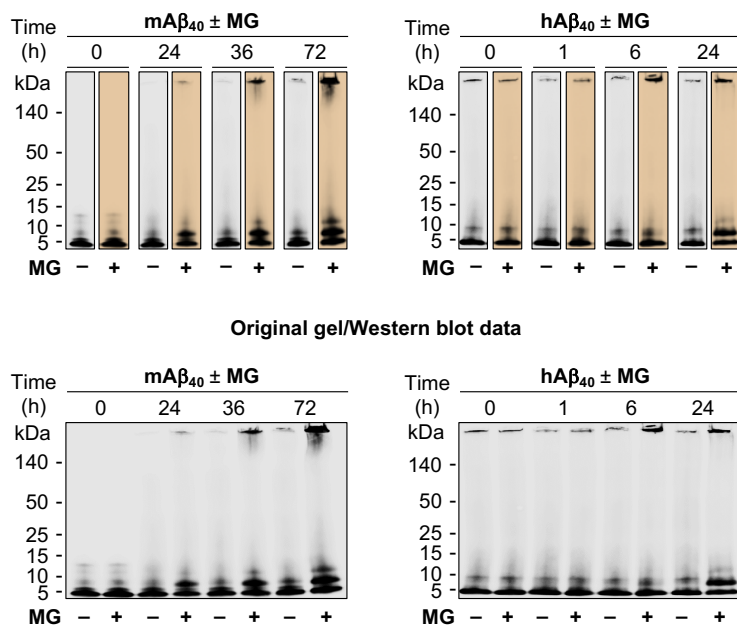 mAβ40 ± MG
Time (h) 0 24 36 72
kDa
140 -
50 -
25 -
15 -
10 -
5 -
MG – + – + – + – +
hAβ40 ± MG
Time (h) 0 1 6 24
kDa
140 -
50 -
25 -
15 -
10 -
5 -
MG – + – + – + – +
Original gel/Western blot data
mAβ40 ± MG
Time (h) 0 24 36 72
kDa
140 -
50 -
25 -
15 -
10 -
5 -
MG – + – + – + – +
hAβ40 ± MG
Time (h) 0 1 6 24
kDa
140 -
50 -
25 -
15 -
10 -
5 -
MG – + – + – + – +